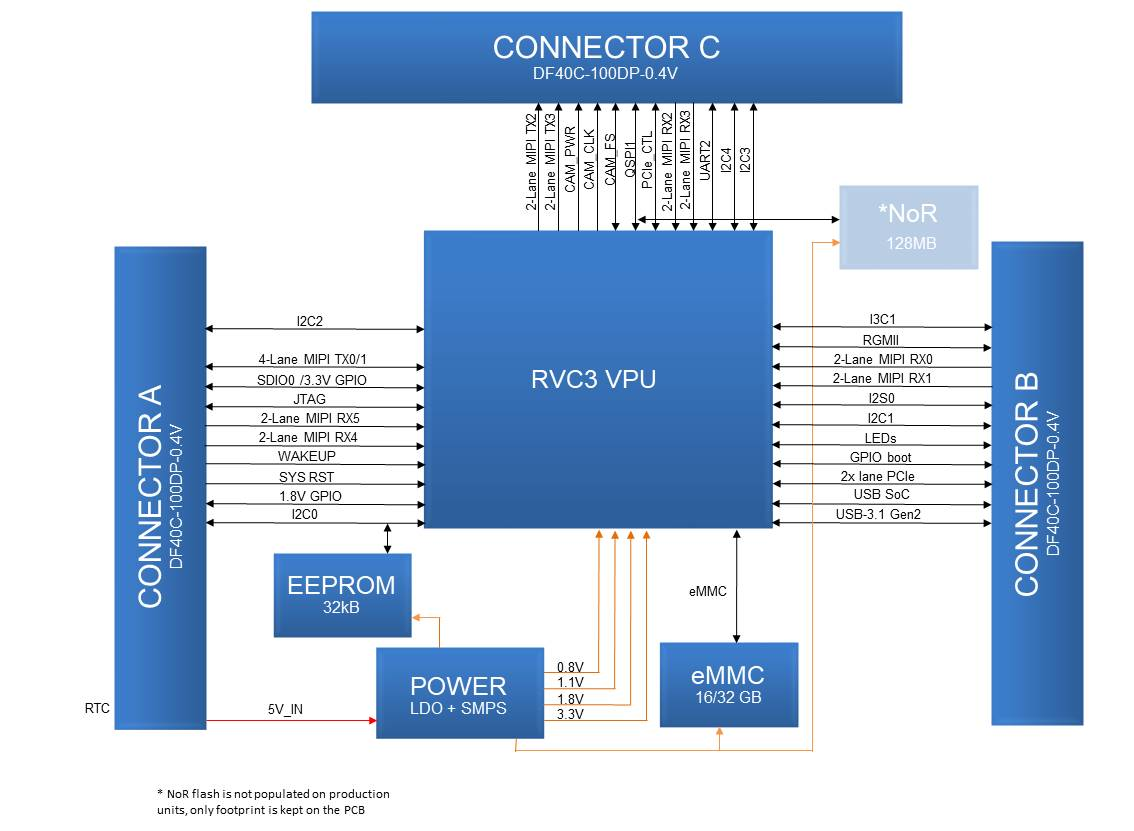 CONNECTOR C
DF40C-100DP-0.4V
2-Lane MIPI TX2
2-Lane MIPI TX3
CAM_PWR
CAM_CLK
CAM_FS
QSPI1
PCIe_CTL
2-Lane MIPI RX2
2-Lane MIPI RX3
UART2
I2C4
I2C3
*NoR
128MB
CONNECTOR A
DF40C-100DP-0.4V
I2C2
4-Lane MIPI TX0/1
SDIO0 /3.3V GPIO
JTAG
2-Lane MIPI RX5
2-Lane MIPI RX4
WAKEUP
SYS RST
1.8V GPIO
I2C0
RVC3 VPU
I3C1
RGMII
2-Lane MIPI RX0
2-Lane MIPI RX1
I2S0
I2C1
LEDs
GPIO boot
2x lane PCIe
USB SoC
USB-3.1 Gen2
CONNECTOR B
DF40C-100DP-0.4V
EEPROM
32kB
eMMC
POWER
LDO + SMPS
0.8V
1.1V
1.8V
3.3V
eMMC
16/32 GB
RTC
5V_IN
* NoR flash is not populated on production
units, only footprint is kept on the PCB